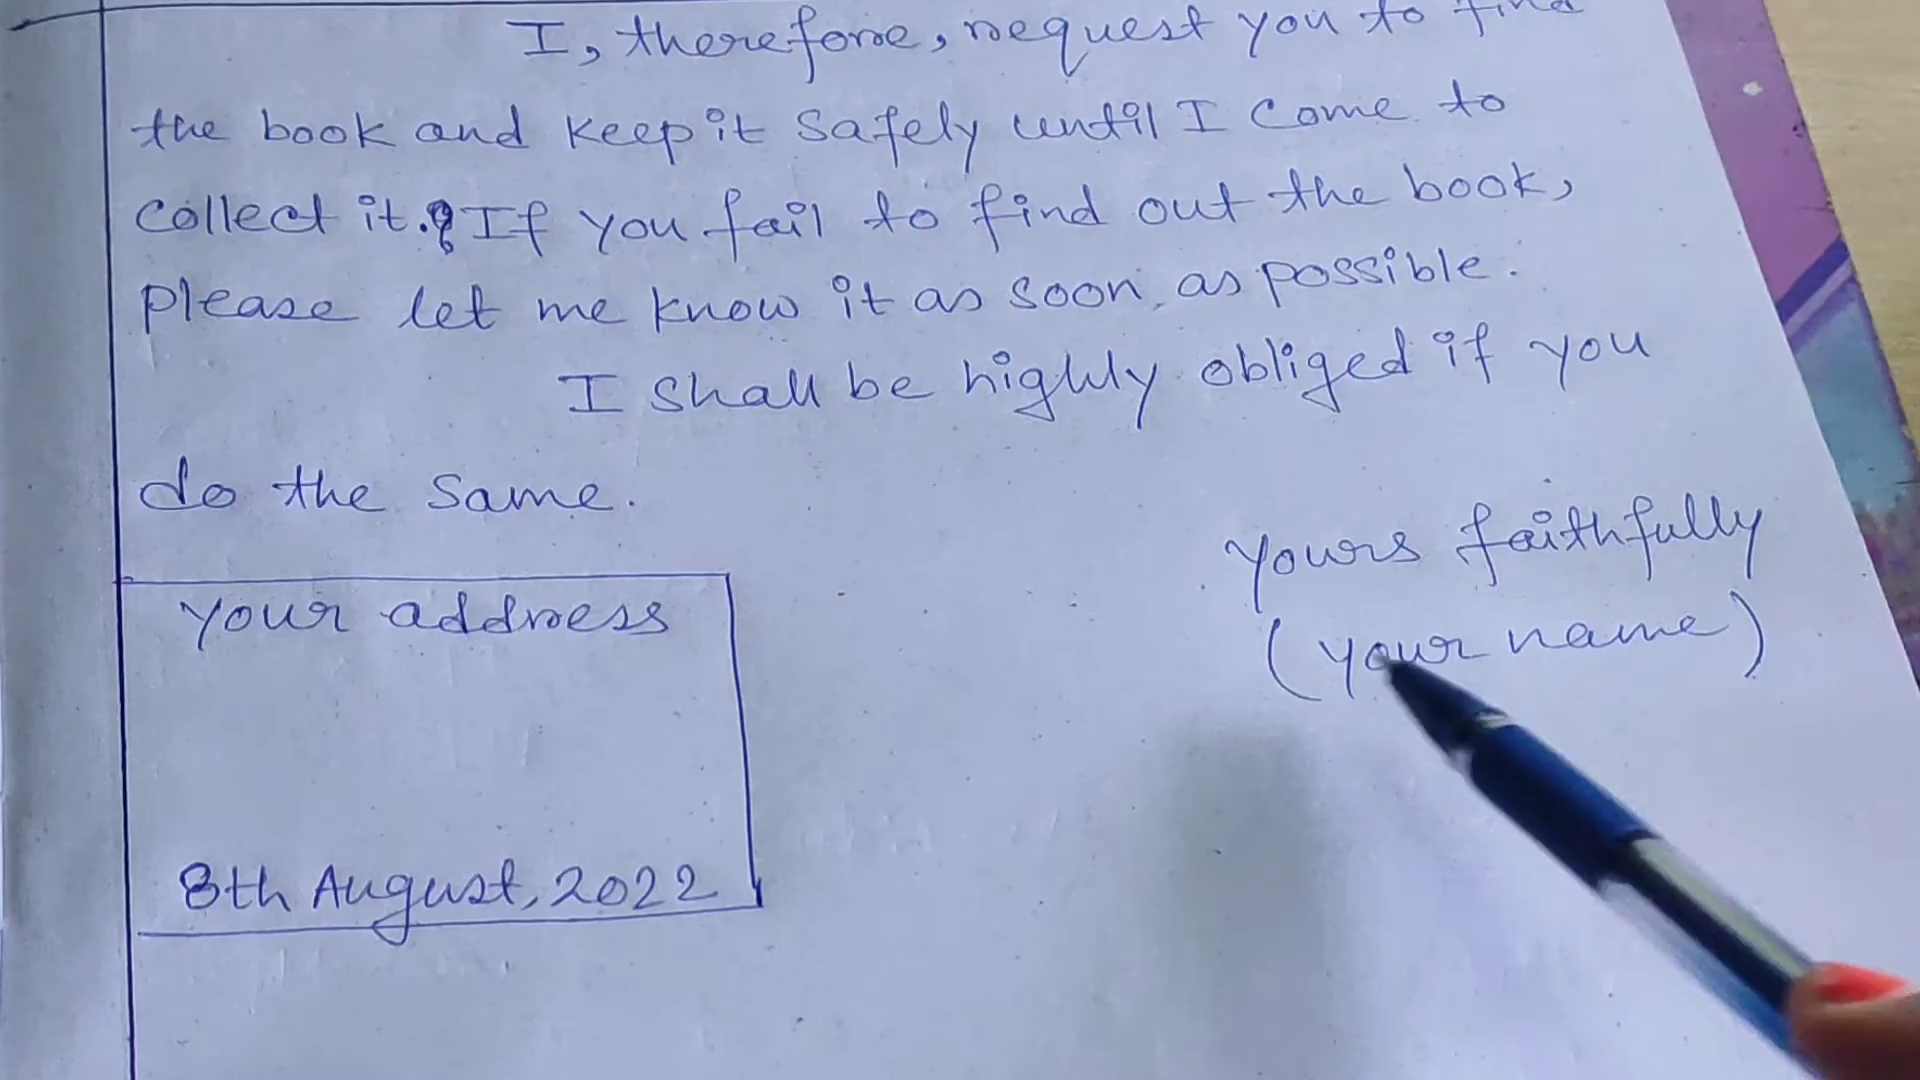 I, therefore, request you to find
the book and keep it safely until I come to
collect it. If you fail to find out the book,
please let me know it as soon as possible.
I shall be highly obliged if you
do the same.
yours faithfully
(your name)
your address
8th August, 2022